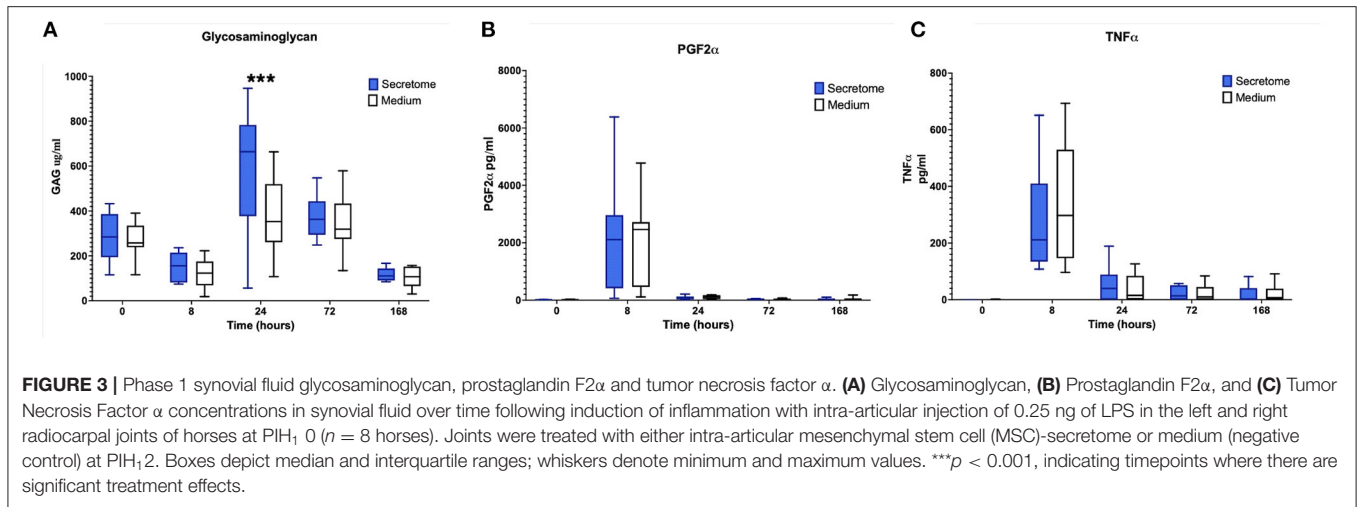 A
Glycosaminoglycan
***
Secretome
Medium
GAG ug/ml
1000
800
600
400
200
0
0 8 24 72 168
Time (hours)
B
PGF2α
Secretome
Medium
PGF2α pg/ml
8000
6000
4000
2000
0
0 8 24 72 168
Time (hours)
C
TNFα
Secretome
Medium
TNFα
pg/ml
800
600
400
200
0
0 8 24 72 168
Time (hours)
FIGURE 3 | Phase 1 synovial fluid glycosaminoglycan, prostaglandin F2α and tumor necrosis factor α. (A) Glycosaminoglycan, (B) Prostaglandin F2α, and (C) Tumor
Necrosis Factor α concentrations in synovial fluid over time following induction of inflammation with intra-articular injection of 0.25 ng of LPS in the left and right
radiocarpal joints of horses at PIH₁ 0 (n = 8 horses). Joints were treated with either intra-articular mesenchymal stem cell (MSC)-secretome or medium (negative
control) at PIH₁2. Boxes depict median and interquartile ranges; whiskers denote minimum and maximum values. ***p < 0.001, indicating timepoints where there are
significant treatment effects.